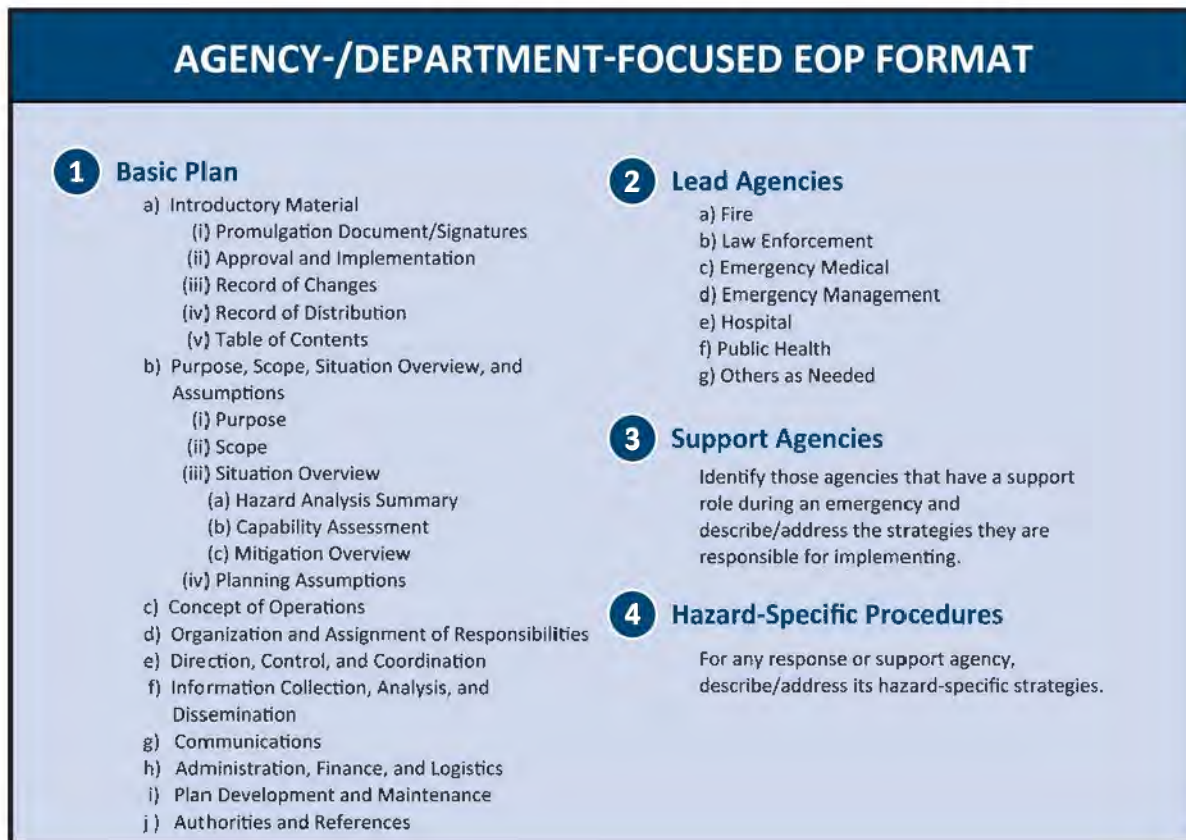 AGENCY-/DEPARTMENT-FOCUSED EOP FORMAT
1 Basic Plan
a) Introductory Material
(i) Promulgation Document/Signatures
(ii) Approval and Implementation
(iii) Record of Changes
(iv) Record of Distribution
(v) Table of Contents
b) Purpose, Scope, Situation Overview, and
Assumptions
(i) Purpose
(ii) Scope
(iii) Situation Overview
(a) Hazard Analysis Summary
(b) Capability Assessment
(c) Mitigation Overview
(iv) Planning Assumptions
c) Concept of Operations
d) Organization and Assignment of Responsibilities
e) Direction, Control, and Coordination
f) Information Collection, Analysis, and
Dissemination
g) Communications
h) Administration, Finance, and Logistics
i) Plan Development and Maintenance
j) Authorities and References
2 Lead Agencies
a) Fire
b) Law Enforcement
c) Emergency Medical
d) Emergency Management
e) Hospital
f) Public Health
g) Others as Needed
3 Support Agencies
Identify those agencies that have a support
role during an emergency and
describe/address the strategies they are
responsible for implementing.
4 Hazard-Specific Procedures
For any response or support agency,
describe/address its hazard-specific strategies.